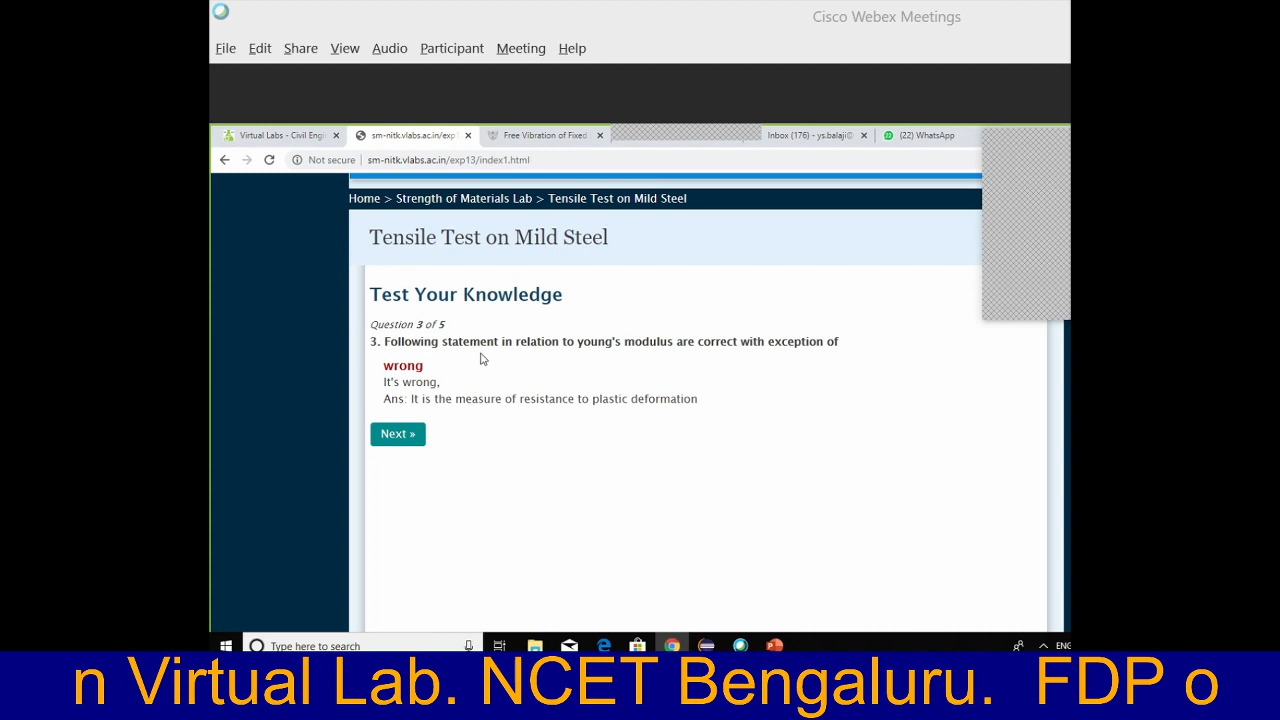 Cisco Webex Meetings
File Edit Share View Audio Participant Meeting Help
Virtual Labs - Civil Engi × sm-nitk.vlabs.ac.in/exp1 × Free Vibration of Fixed × Inbox (176) - ys.balaji@ × (22) WhatsApp
Not secure | sm-nitk.vlabs.ac.in/exp13/index1.html
Home > Strength of Materials Lab > Tensile Test on Mild Steel
Tensile Test on Mild Steel
Test Your Knowledge
Question 3 of 5
3. Following statement in relation to young's modulus are correct with exception of
wrong
It's wrong,
Ans: It is the measure of resistance to plastic deformation
Next »
Type here to search
ENG
n Virtual Lab. NCET Bengaluru. FDP o